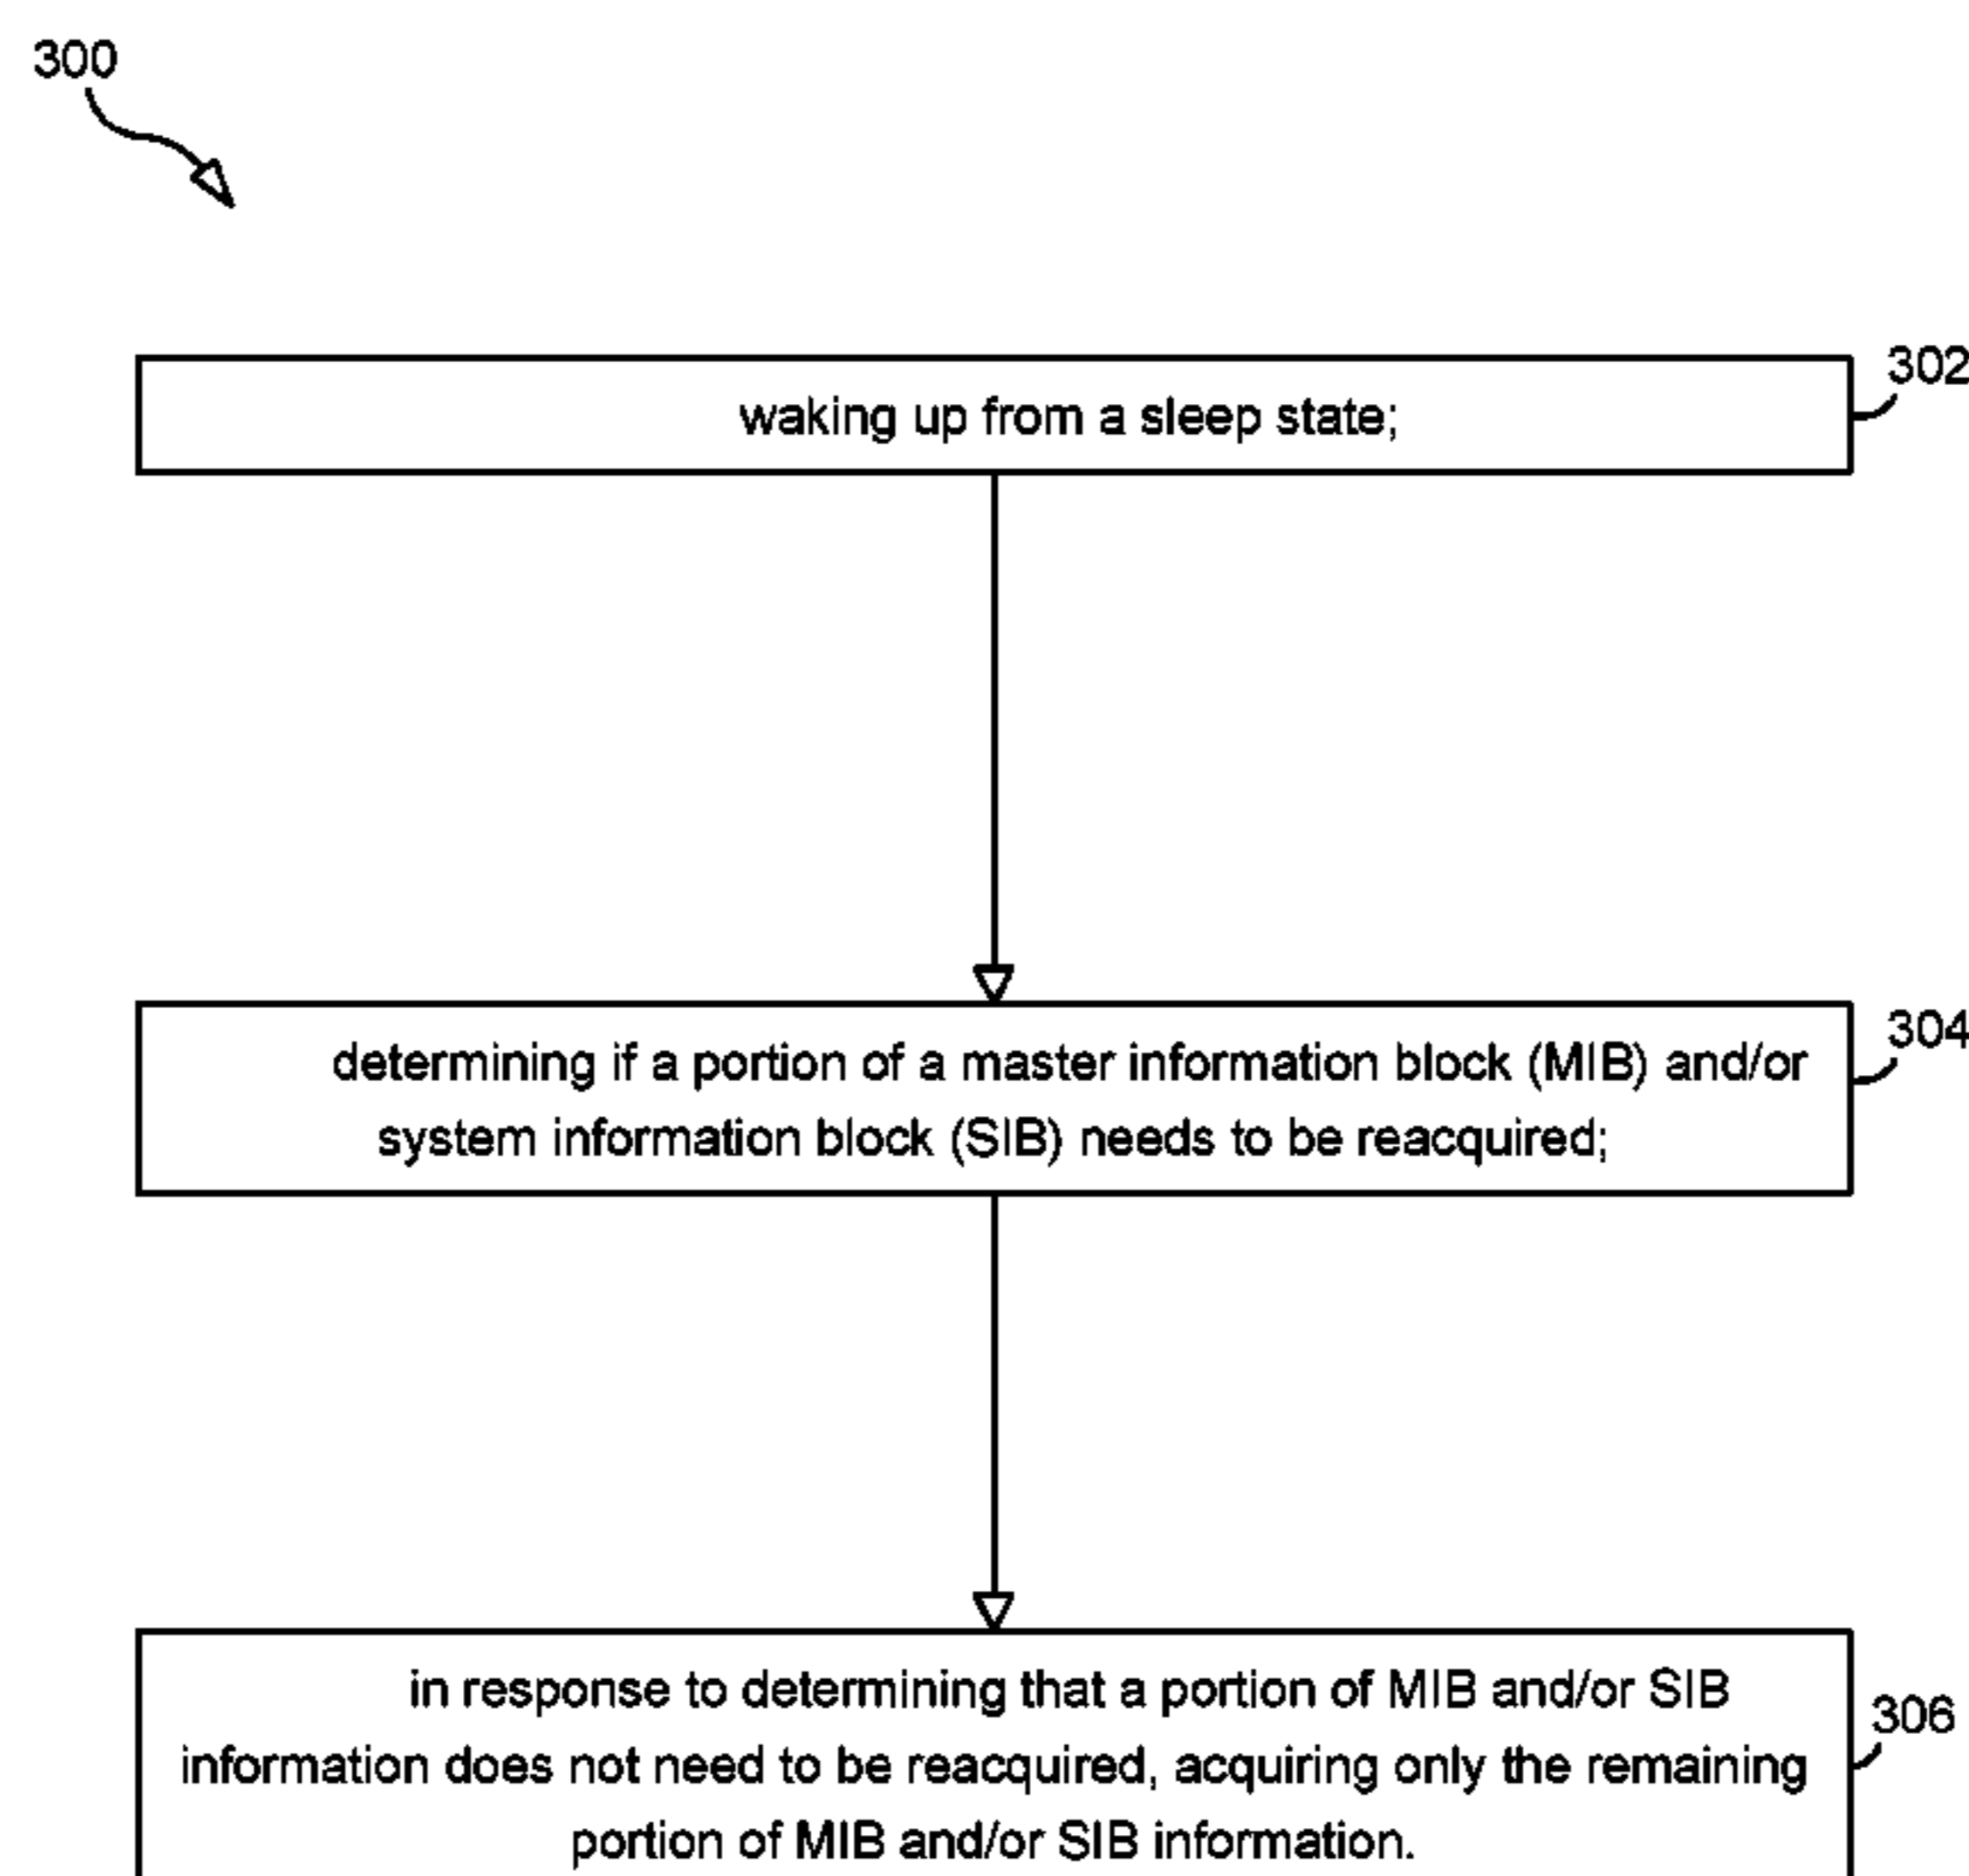 300
302
waking up from a sleep state;
304
determining if a portion of a master information block (MIB) and/or
system information block (SIB) needs to be reacquired;
in response to determining that a portion of MIB and/or SIB
306
information does not need to be reacquired, acquiring only the remaining
portion of MIB and/or SIB information.